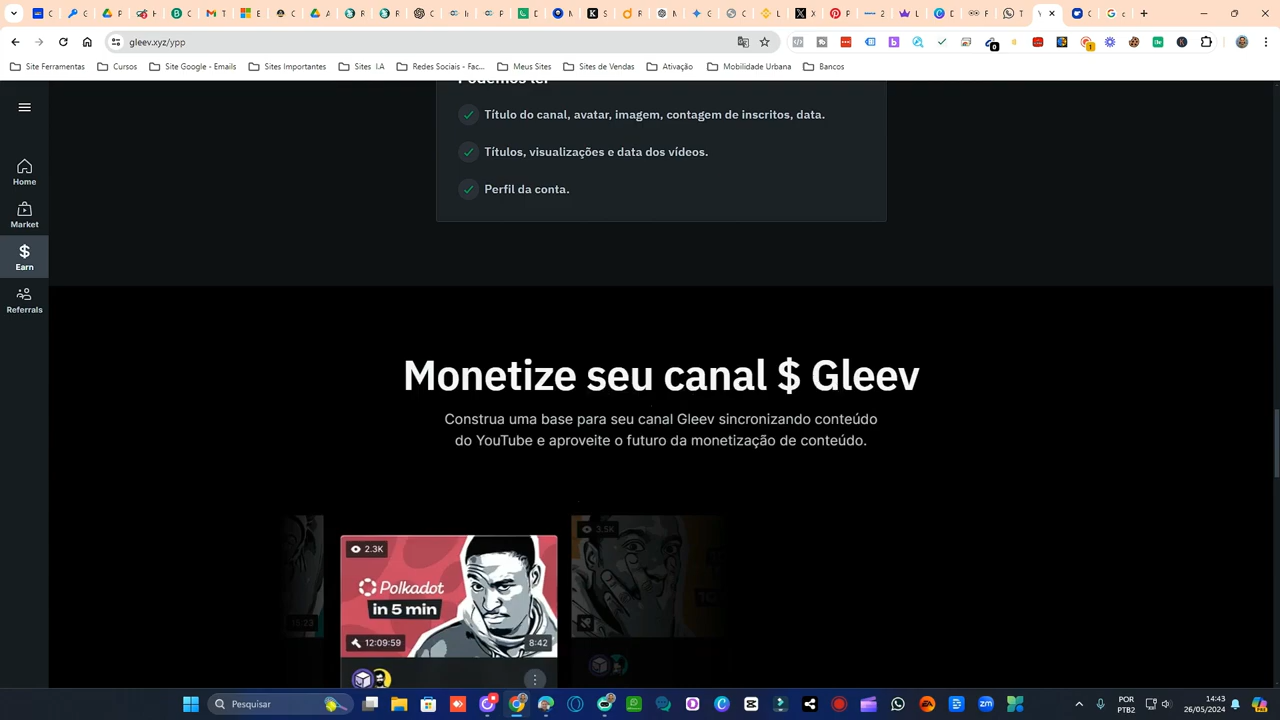 gleev.xyz/ypp
Site Ferramentas
Cursos
Site Google - Emails
Sites Importantes
Sites I.A
Redes Sociais - Fac...
Meus Sites
Sites de Vendas
Ativação
Mobilidade Urbana
Bancos
Podemos ler
Título do canal, avatar, imagem, contagem de inscritos, data.
Títulos, visualizações e data dos vídeos.
Perfil da conta.
Home
Market
Earn
Referrals
Monetize seu canal $ Gleev
Construa uma base para seu canal Gleev sincronizando conteúdo
do YouTube e aproveite o futuro da monetização de conteúdo.
2.3K
3.5K
Polkadot
in 5 min
12:09:59
8:42
15:23
Pesquisar
POR
PTB2
14:43
26/05/2024